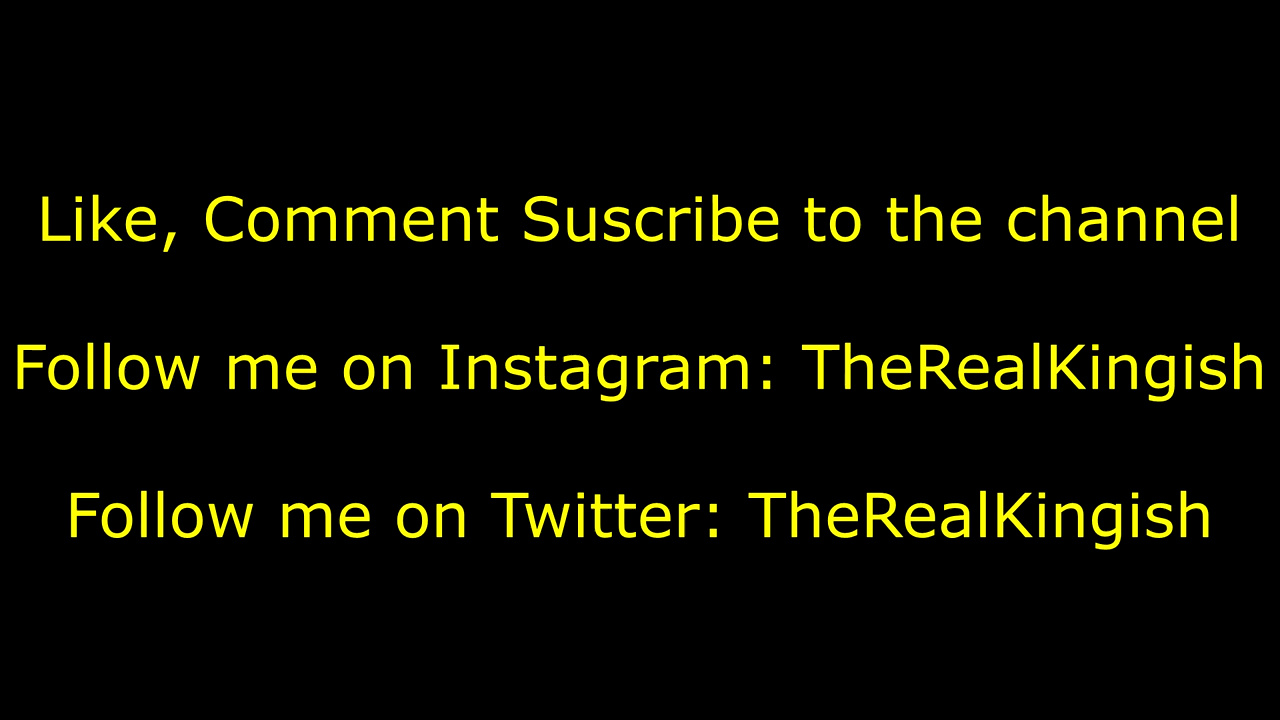 Like, Comment Suscribe to the channel
Follow me on Instagram: TheRealKingish
Follow me on Twitter: TheRealKingish